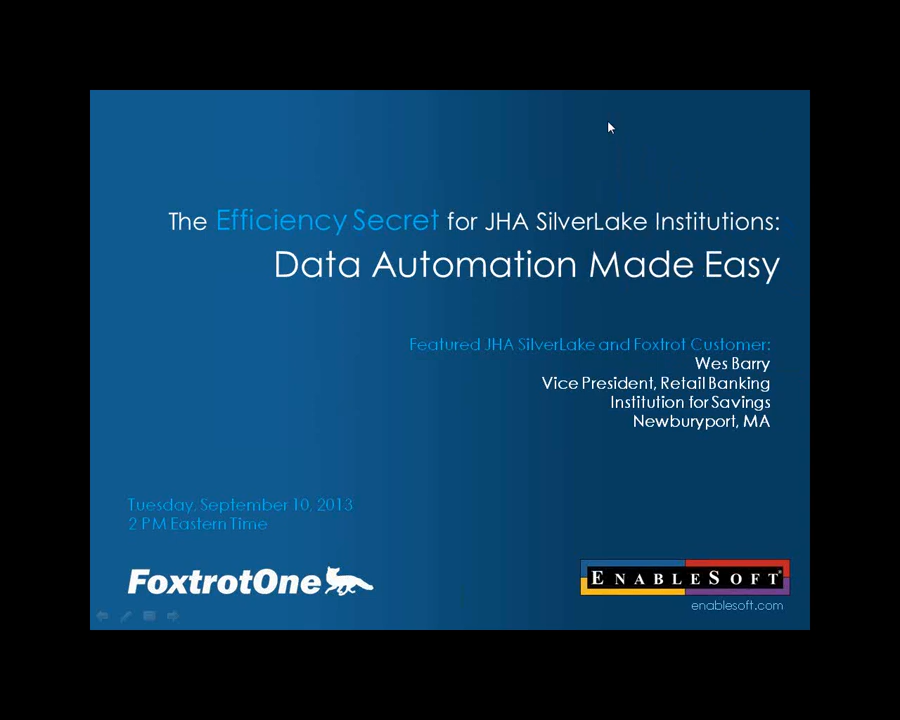 The Efficiency Secret for JHA SilverLake Institutions:
Data Automation Made Easy
Featured JHA SilverLake and Foxtrot Customer:
Wes Barry
Vice President, Retail Banking
Institution for Savings
Newburyport, MA
Tuesday, September 10, 2013
2 PM Eastern Time
FoxtrotOne
ENABLESOFT®
enablesoft.com